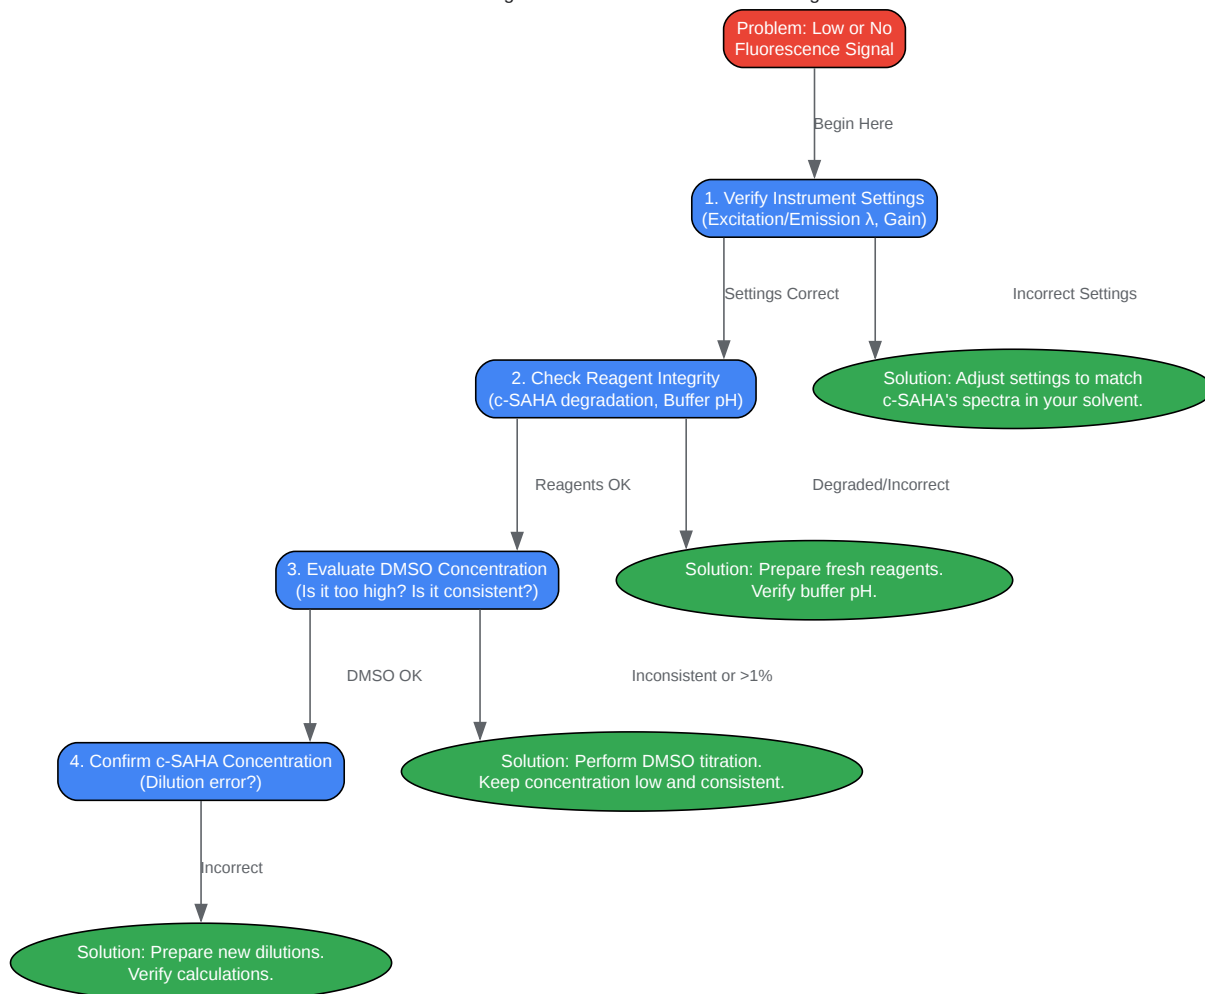 Problem: Low or No
Fluorescence Signal
Begin Here
1. Verify Instrument Settings
(Excitation/Emission λ, Gain)
Settings Correct
Incorrect Settings
2. Check Reagent Integrity
(c-SAHA degradation, Buffer pH)
Solution: Adjust settings to match
c-SAHA's spectra in your solvent.
Reagents OK
Degraded/Incorrect
3. Evaluate DMSO Concentration
(Is it too high? Is it consistent?)
Solution: Prepare fresh reagents.
Verify buffer pH.
DMSO OK
Inconsistent or >1%
4. Confirm c-SAHA Concentration
(Dilution error?)
Solution: Perform DMSO titration.
Keep concentration low and consistent.
Incorrect
Solution: Prepare new dilutions.
Verify calculations.